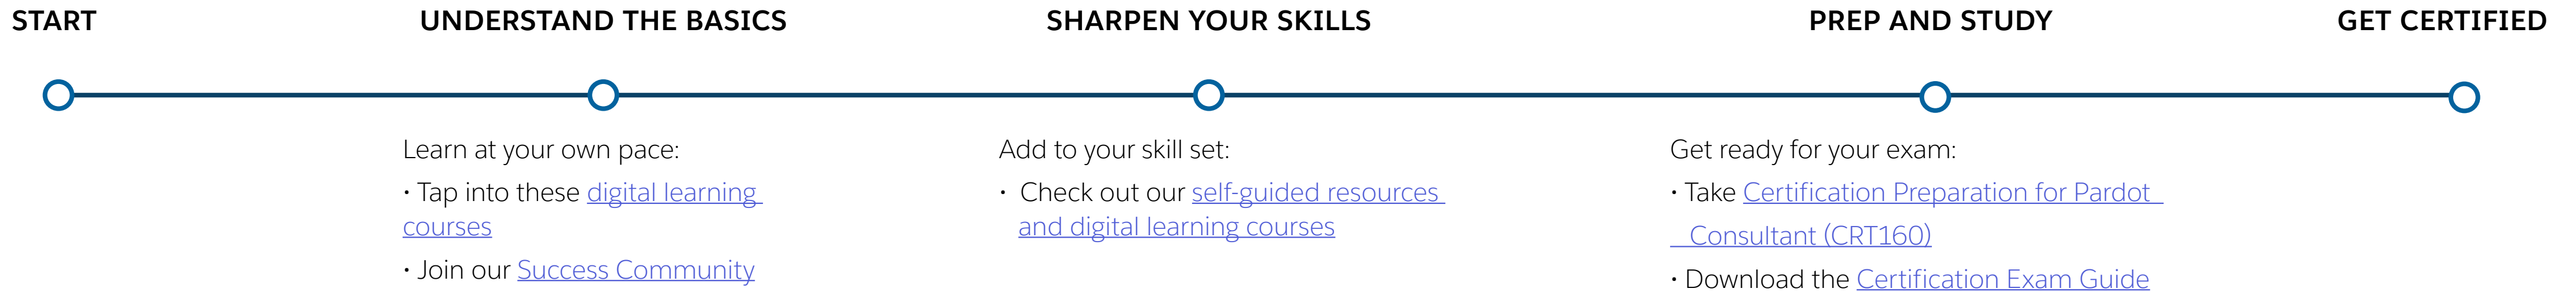 START
UNDERSTAND THE BASICS
SHARPEN YOUR SKILLS
PREP AND STUDY
GET CERTIFIED
Learn at your own pace:
• Tap into these digital learning
courses
• Join our Success Community
Add to your skill set:
• Check out our self-guided resources
and digital learning courses
Get ready for your exam:
• Take Certification Preparation for Pardot
Consultant (CRT160)
• Download the Certification Exam Guide